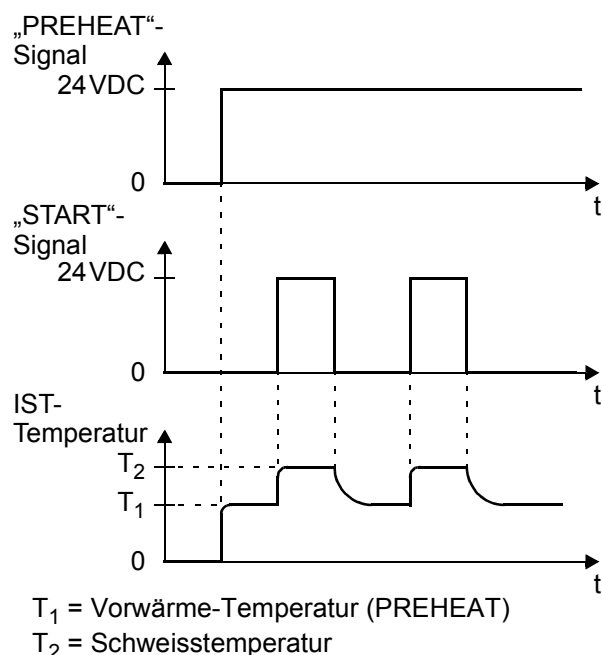 „PREHEAT“-
Signal
24VDC
0
t
„START“-
Signal
24VDC
0
t
IST-
Temperatur
T2
T1
0
t
T1 = Vorwärme-Temperatur (PREHEAT)
T2 = Schweisstemperatur